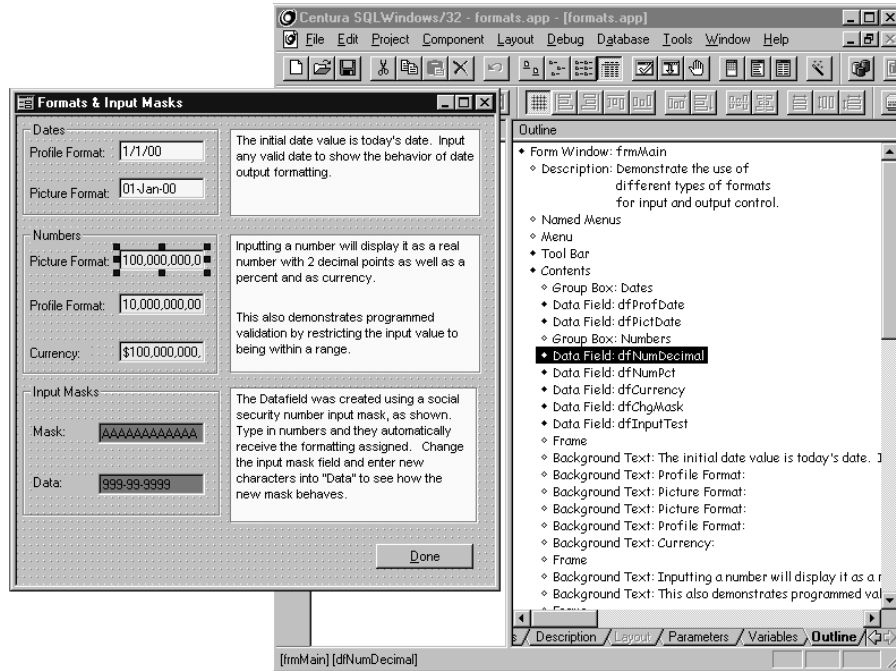 Centura SQLWindows/32 - formats.app - [formats.app]
File Edit Project Component Layout Debug Database Tools Window Help
Formats & Input Masks
Dates
Profile Format: 1/1/00
Picture Format: 01-Jan-00
The initial date value is today's date. Input
any valid date to show the behavior of date
output formatting.
Numbers
Picture Format: 100,000,000,0
Profile Format: 10,000,000,00
Currency: $100,000,000,
Inputting a number will display it as a real
number with 2 decimal points as well as a
percent and as currency.
This also demonstrates programmed
validation by restricting the input value to
being within a range.
Input Masks
Mask: AAAAAAAAAAAA
Data: 999-99-9999
The Datafield was created using a social
security number input mask, as shown.
Type in numbers and they automatically
receive the formatting assigned. Change
the input mask field and enter new
characters into "Data" to see how the
new mask behaves.
Done
Outline
Form Window: frmMain
Description: Demonstrate the use of
different types of formats
for input and output control.
Named Menus
Menu
Tool Bar
Contents
Group Box: Dates
Data Field: dfProfDate
Data Field: dfPictDate
Group Box: Numbers
Data Field: dfNumDecimal
Data Field: dfNumPct
Data Field: dfCurrency
Data Field: dfChgMask
Data Field: dfInputTest
Frame
Background Text: The initial date value is today's date. I
Background Text: Profile Format:
Background Text: Picture Format:
Background Text: Picture Format:
Background Text: Profile Format:
Background Text: Currency:
Frame
Background Text: Inputting a number will display it as a r
Background Text: This also demonstrates programmed val
Frame
s Description Layout Parameters Variables Outline
[frmMain] [dfNumDecimal]